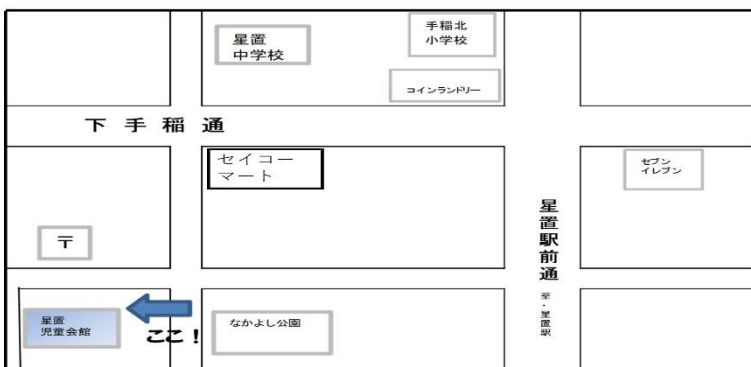 星置
中学校
手稲北
小学校
コインランドリー
下手稲通
セイコー
マート
セブン
イレブン
〒
星置駅前通
至・星置駅
星置
児童会館
ここ！
なかよし公園